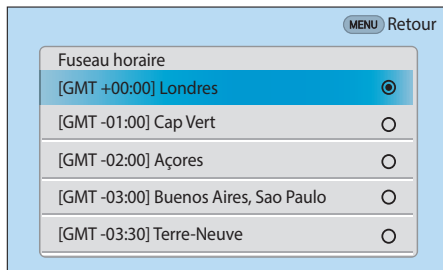 MENU Retour
Fuseau horaire
[GMT +00:00] Londres
[GMT -01:00] Cap Vert
[GMT -02:00] Açores
[GMT -03:00] Buenos Aires, Sao Paulo
[GMT -03:30] Terre-Neuve